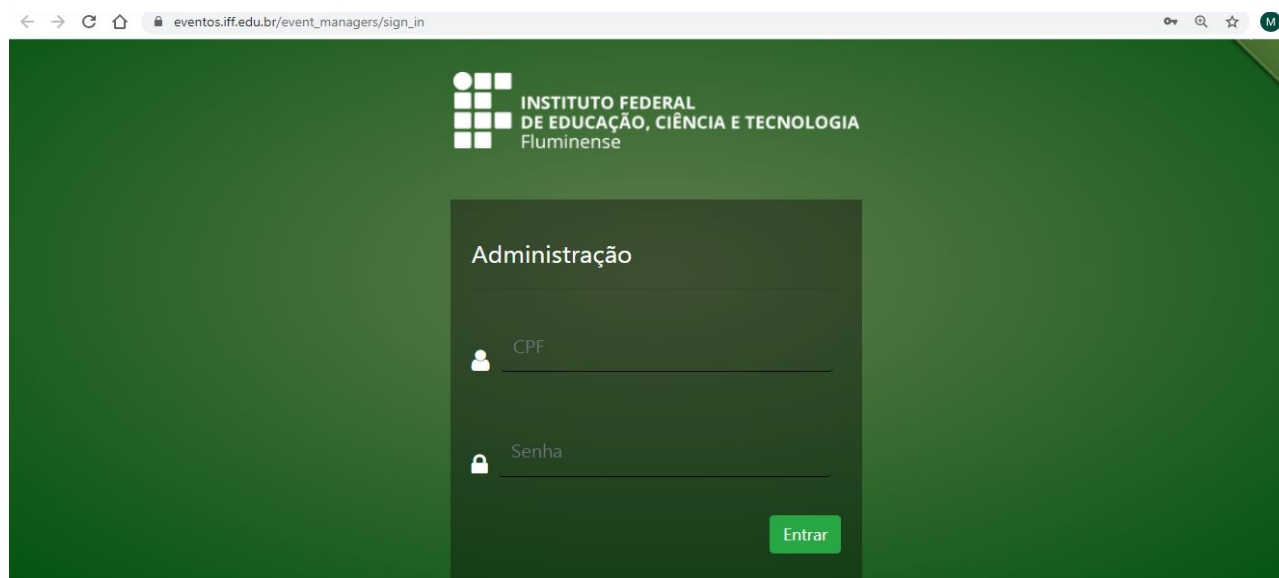 eventos.iff.edu.br/event_managers/sign_in
M
INSTITUTO FEDERAL
DE EDUCAÇÃO, CIÊNCIA E TECNOLOGIA
Fluminense
Administração
CPF
Senha
Entrar